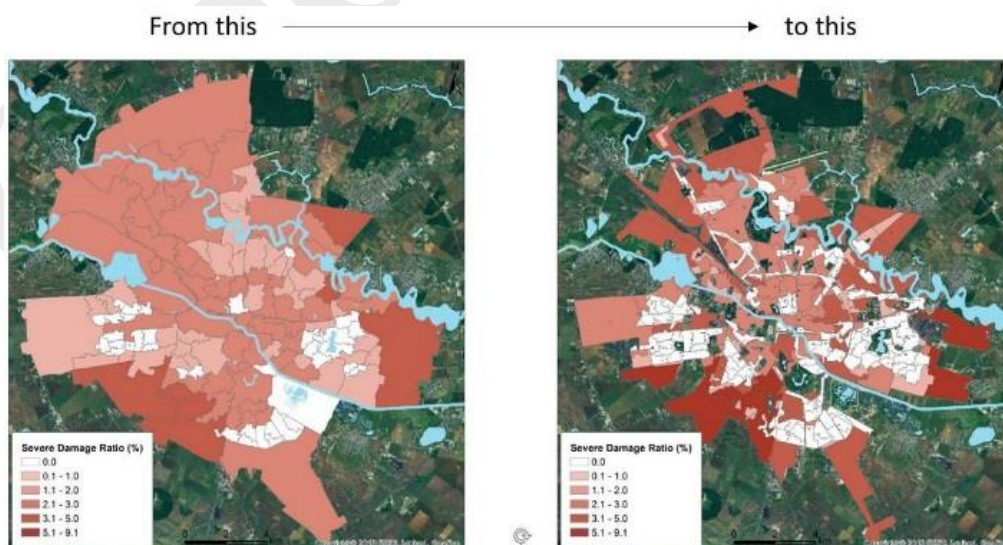 From this
to this
Severe Damage Ratio (%)
0.0
0.1 - 1.0
1.1 - 2.0
2.1 - 3.0
3.1 - 5.0
5.1 - 9.1
Severe Damage Ratio (%)
0.0
0.1 - 1.0
1.1 - 2.0
2.1 - 3.0
3.1 - 5.0
5.1 - 9.1